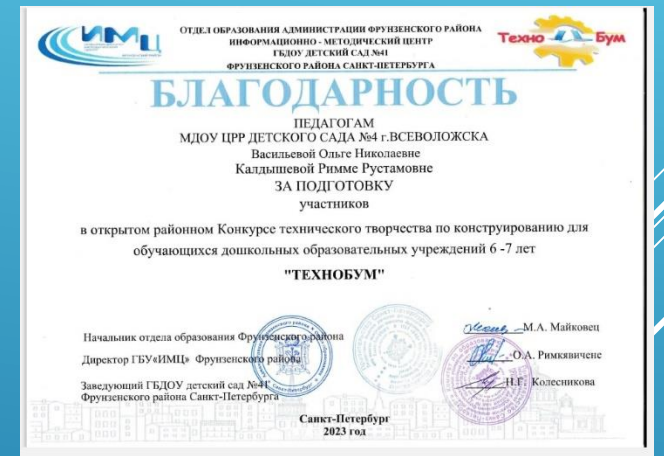 ИМЦ
ОТДЕЛ ОБРАЗОВАНИЯ АДМИНИСТРАЦИИ ФРУНЗЕНСКОГО РАЙОНА
ИНФОРМАЦИОННО - МЕТОДИЧЕСКИЙ ЦЕНТР
ГБДОУ ДЕТСКИЙ САД №41
ФРУНЗЕНСКОГО РАЙОНА САНКТ-ПЕТЕРБУРГА
Техно Бум
БЛАГОДАРНОСТЬ
ПЕДАГОГАМ
МДОУ ЦРР ДЕТСКОГО САДА №4 г.ВСЕВОЛОЖСКА
Васильевой Ольге Николаевне
Калдышевой Римме Рустамовне
ЗА ПОДГОТОВКУ
участников
в открытом районном Конкурсе технического творчества по конструированию для
обучающихся дошкольных образовательных учреждений 6 -7 лет
"ТЕХНОБУМ"
Начальник отдела образования Фрунзенского района
М.А. Майковец
Директор ГБУ«ИМЦ» Фрунзенского района
О.А. Римкявичене
Заведующий ГБДОУ детский сад №41
Фрунзенского района Санкт-Петербурга
Н.Г. Колесникова
Санкт-Петербург
2023 год